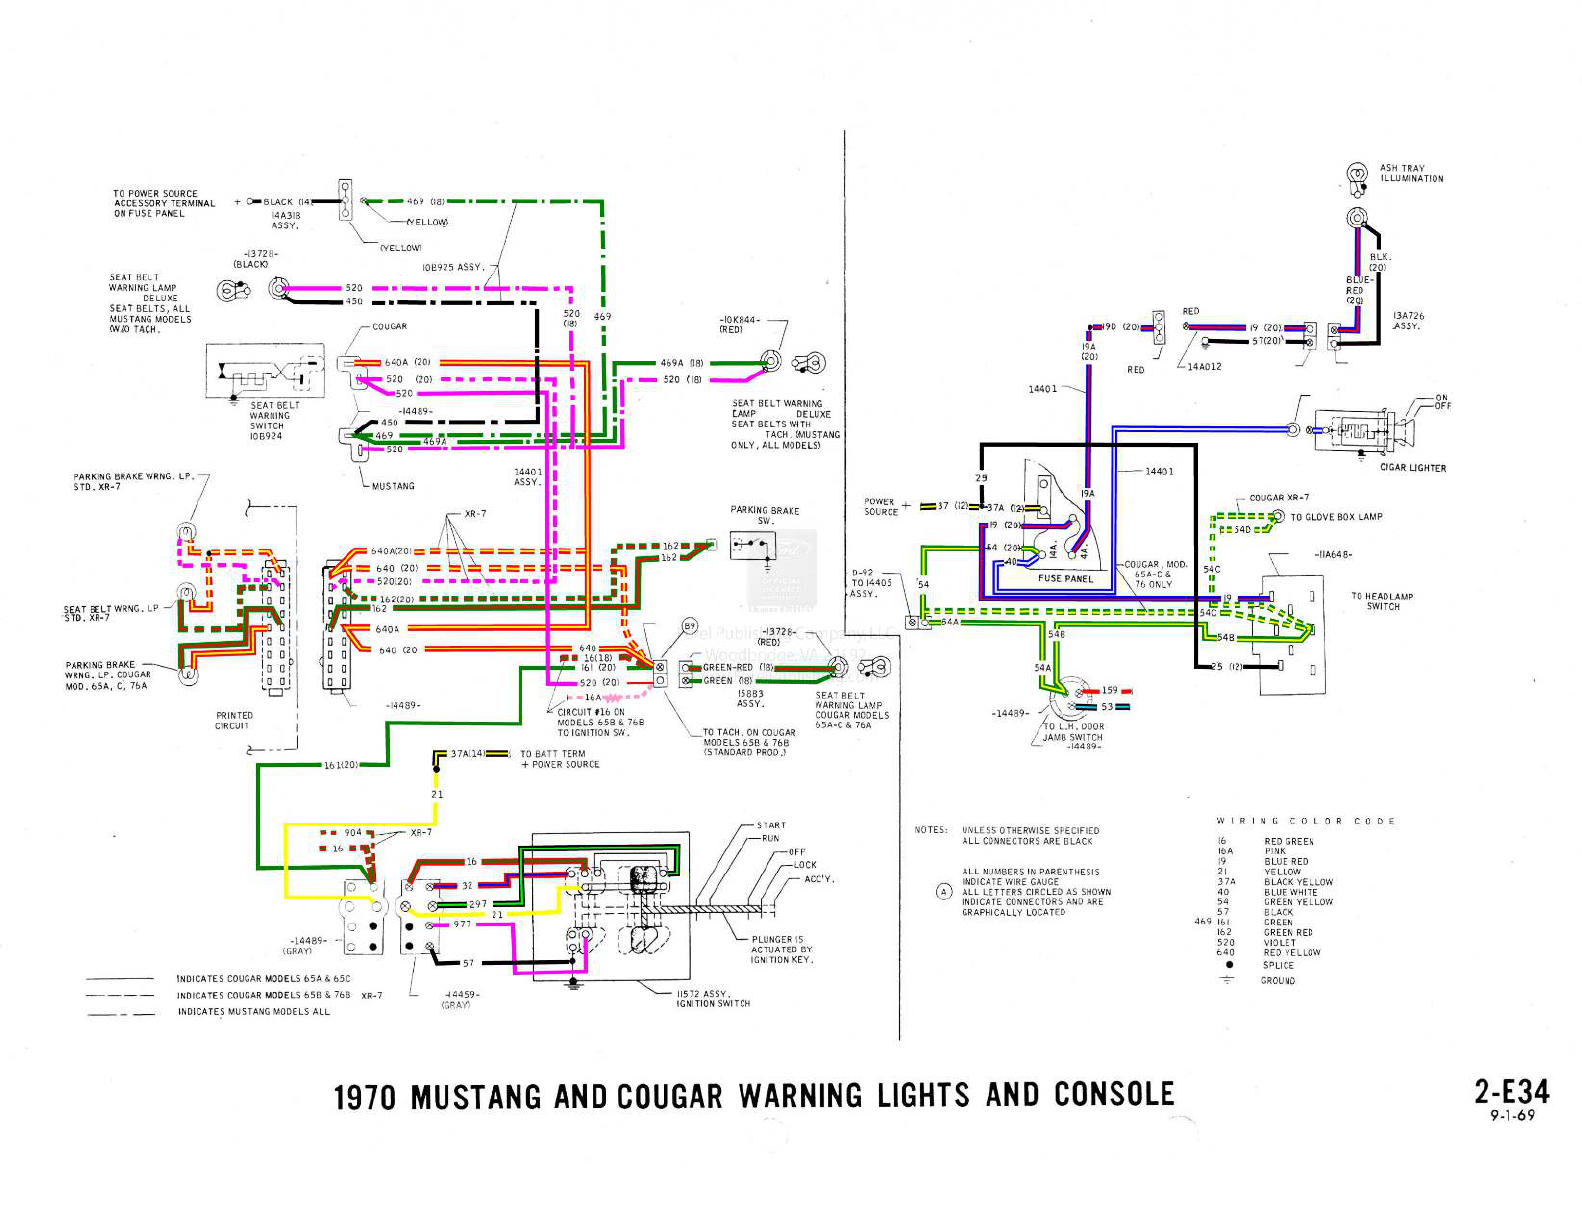 TO POWER SOURCE
ACCESSORY TERMINAL
ON FUSE PANEL
+
BLACK (14)
14A318
ASSY.
469 (18)
(YELLOW)
(YELLOW)
-13728-
(BLACK)
10B925 ASSY.
SEAT BELT
WARNING LAMP
DELUXE
SEAT BELTS, ALL
MUSTANG MODELS
(W/O TACH.
520
450
520
(18)
469
COUGAR
640A (20)
520 (20)
520
-14489-
450
469
469A
520
SEAT BELT
WARNING
SWITCH
10B924
MUSTANG
14401
ASSY.
-10K844-
(RED)
469A (18)
520 (18)
SEAT BELT WARNING
LAMP DELUXE
SEAT BELTS WITH
TACH. (MUSTANG
ONLY, ALL MODELS)
PARKING BRAKE WRNG. LP.
STD. XR-7
XR-7
PARKING BRAKE
SW.
162
162
640A(20)
640 (20)
520(20)
162(20)
162
640A
640 (20
SEAT BELT WRNG. LP
STD. XR-7
PARKING BRAKE
WRNG. LP. COUGAR
MOD. 65A, C, 76A
PRINTED
CIRCUIT
-14489-
640
16(18)
161 (20)
520 (20)
16A
B9
-13728-
(RED)
GREEN-RED (18)
GREEN (18)
15883
ASSY.
SEAT BELT
WARNING LAMP
COUGAR MODELS
65A-C & 76A
CIRCUIT #16 ON
MODELS 65B & 76B
TO IGNITION SW.
TO TACH. ON COUGAR
MODELS 65B & 76B
(STANDARD PROD.)
161(20)
37A(14)
TO BATT TERM
+ POWER SOURCE
21
904
XR-7
16
16
32
297
21
977
57
START
RUN
OFF
LOCK
ACC'Y.
PLUNGER IS
ACTUATED BY
IGNITION KEY.
-14489-
(GRAY)
-14459-
(GRAY)
11572 ASSY.
IGNITION SWITCH
INDICATES COUGAR MODELS 65A & 65C
INDICATES COUGAR MODELS 65B & 76B XR-7
INDICATES MUSTANG MODELS ALL
ASH TRAY
ILLUMINATION
BLK.
(20)
BLUE-
RED
(20)
13A726
ASSY.
RED
19D (20)
19 (20)
57(20)
19A
(20)
RED
14A012
14401
ON
OFF
CIGAR LIGHTER
14401
25
19A
POWER
SOURCE +
37 (12)
37A (12)
19 (20)
54 (20)
40
14A.
4A.
FUSE PANEL
COUGAR XR-7
TO GLOVE BOX LAMP
54D
-11A648-
COUGAR, MOD.
65A-C &
76 ONLY
54C
D-92
TO 14405
ASSY.
54
19
54C
TO HEADLAMP
SWITCH
54A
54B
54B
25 (12)
54A
159
53
-14489-
TO L.H. DOOR
JAMB SWITCH
-14489-
NOTES: UNLESS OTHERWISE SPECIFIED
ALL CONNECTORS ARE BLACK
ALL NUMBERS IN PARENTHESIS
INDICATE WIRE GAUGE
(A) ALL LETTERS CIRCLED AS SHOWN
INDICATE CONNECTORS AND ARE
GRAPHICALLY LOCATED
WIRING COLOR CODE
16 RED GREEN
16A PINK
19 BLUE RED
21 YELLOW
37A BLACK YELLOW
40 BLUE WHITE
54 GREEN YELLOW
57 BLACK
469 161 GREEN
162 GREEN RED
520 VIOLET
640 RED YELLOW
SPLICE
GROUND
1970 MUSTANG AND COUGAR WARNING LIGHTS AND CONSOLE
2-E34
9-1-69